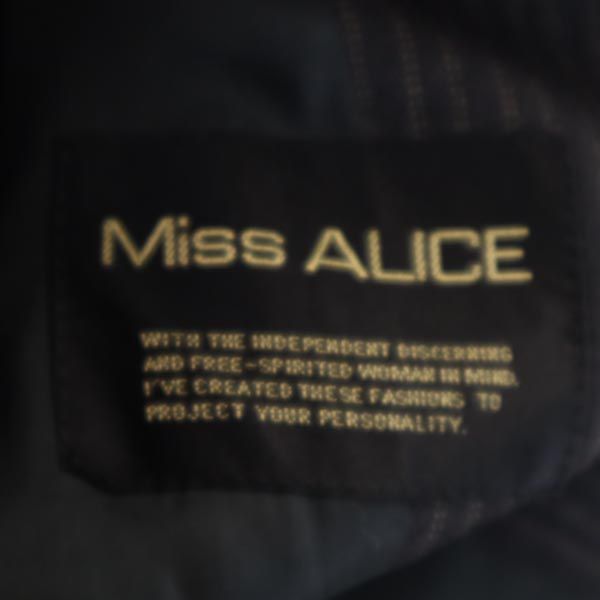 Miss ALICE
WITH THE INDEPENDENT DISCERNING
AND FREE-SPIRITED WOMAN IN MIND,
I'VE CREATED THESE FASHIONS TO
PROJECT YOUR PERSONALITY.